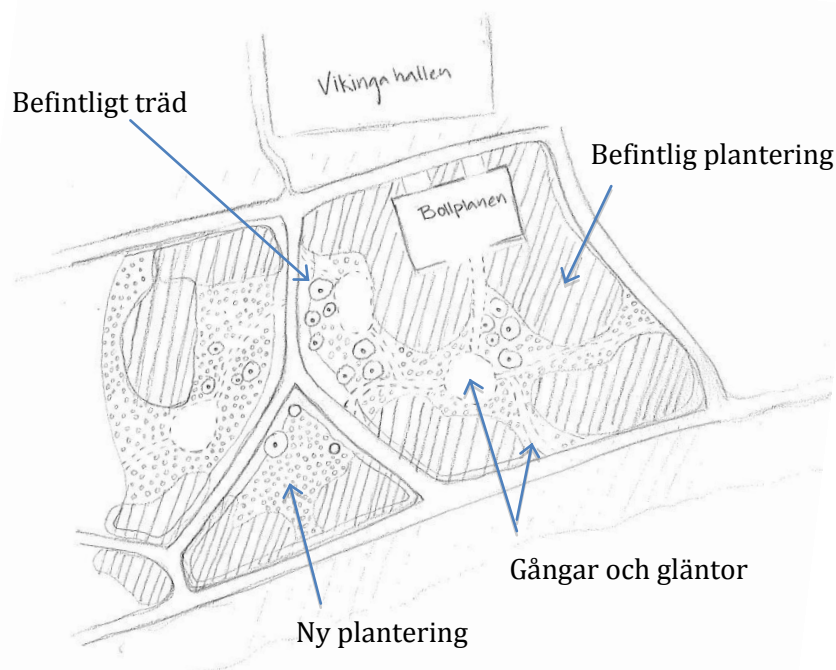 Vikingahallen
Befintligt träd
Befintlig plantering
Bollplanen
Gångar och gläntor
Ny plantering